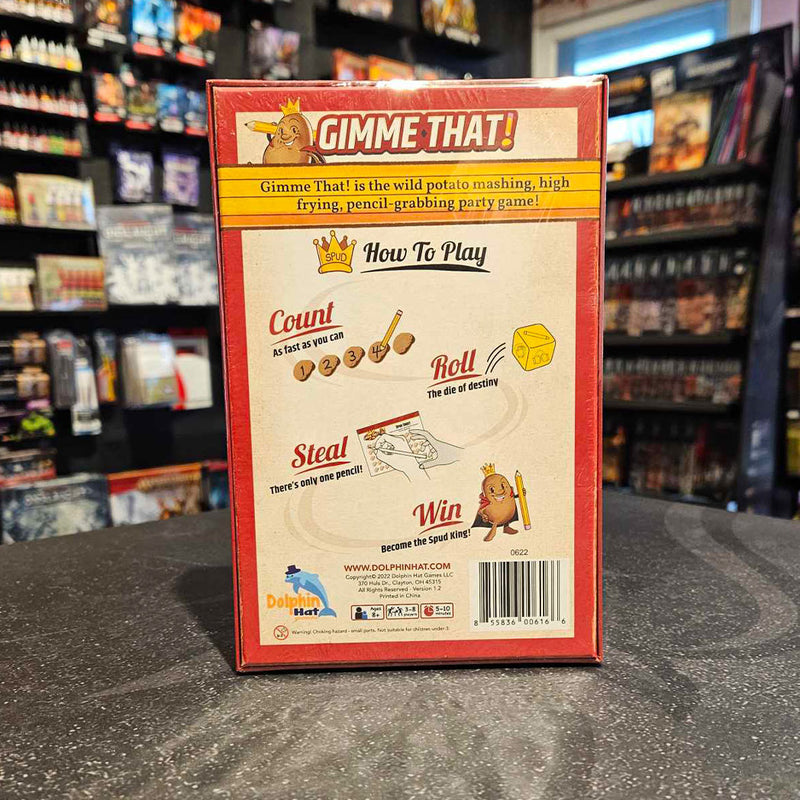 GIMME THAT!
Gimme That! is the wild potato mashing, high
frying, pencil-grabbing party game!
SPUD
How To Play
Count
As fast as you can
1 2 3 4
Roll
The die of destiny
Steal
There's only one pencil!
Win
Become the Spud King!
0622
WWW.DOLPHINHAT.COM
Copyright© 2022 Dolphin Hat Games LLC
370 Huls Dr., Clayton, OH 45315
All Rights Reserved - Version 1.2
Printed in China
Dolphin
Hat
Ages
8+
3-8
players
5-10
minutes
Warning! Choking hazard - small parts. Not suitable for children under 3.
8 55836 00616 6